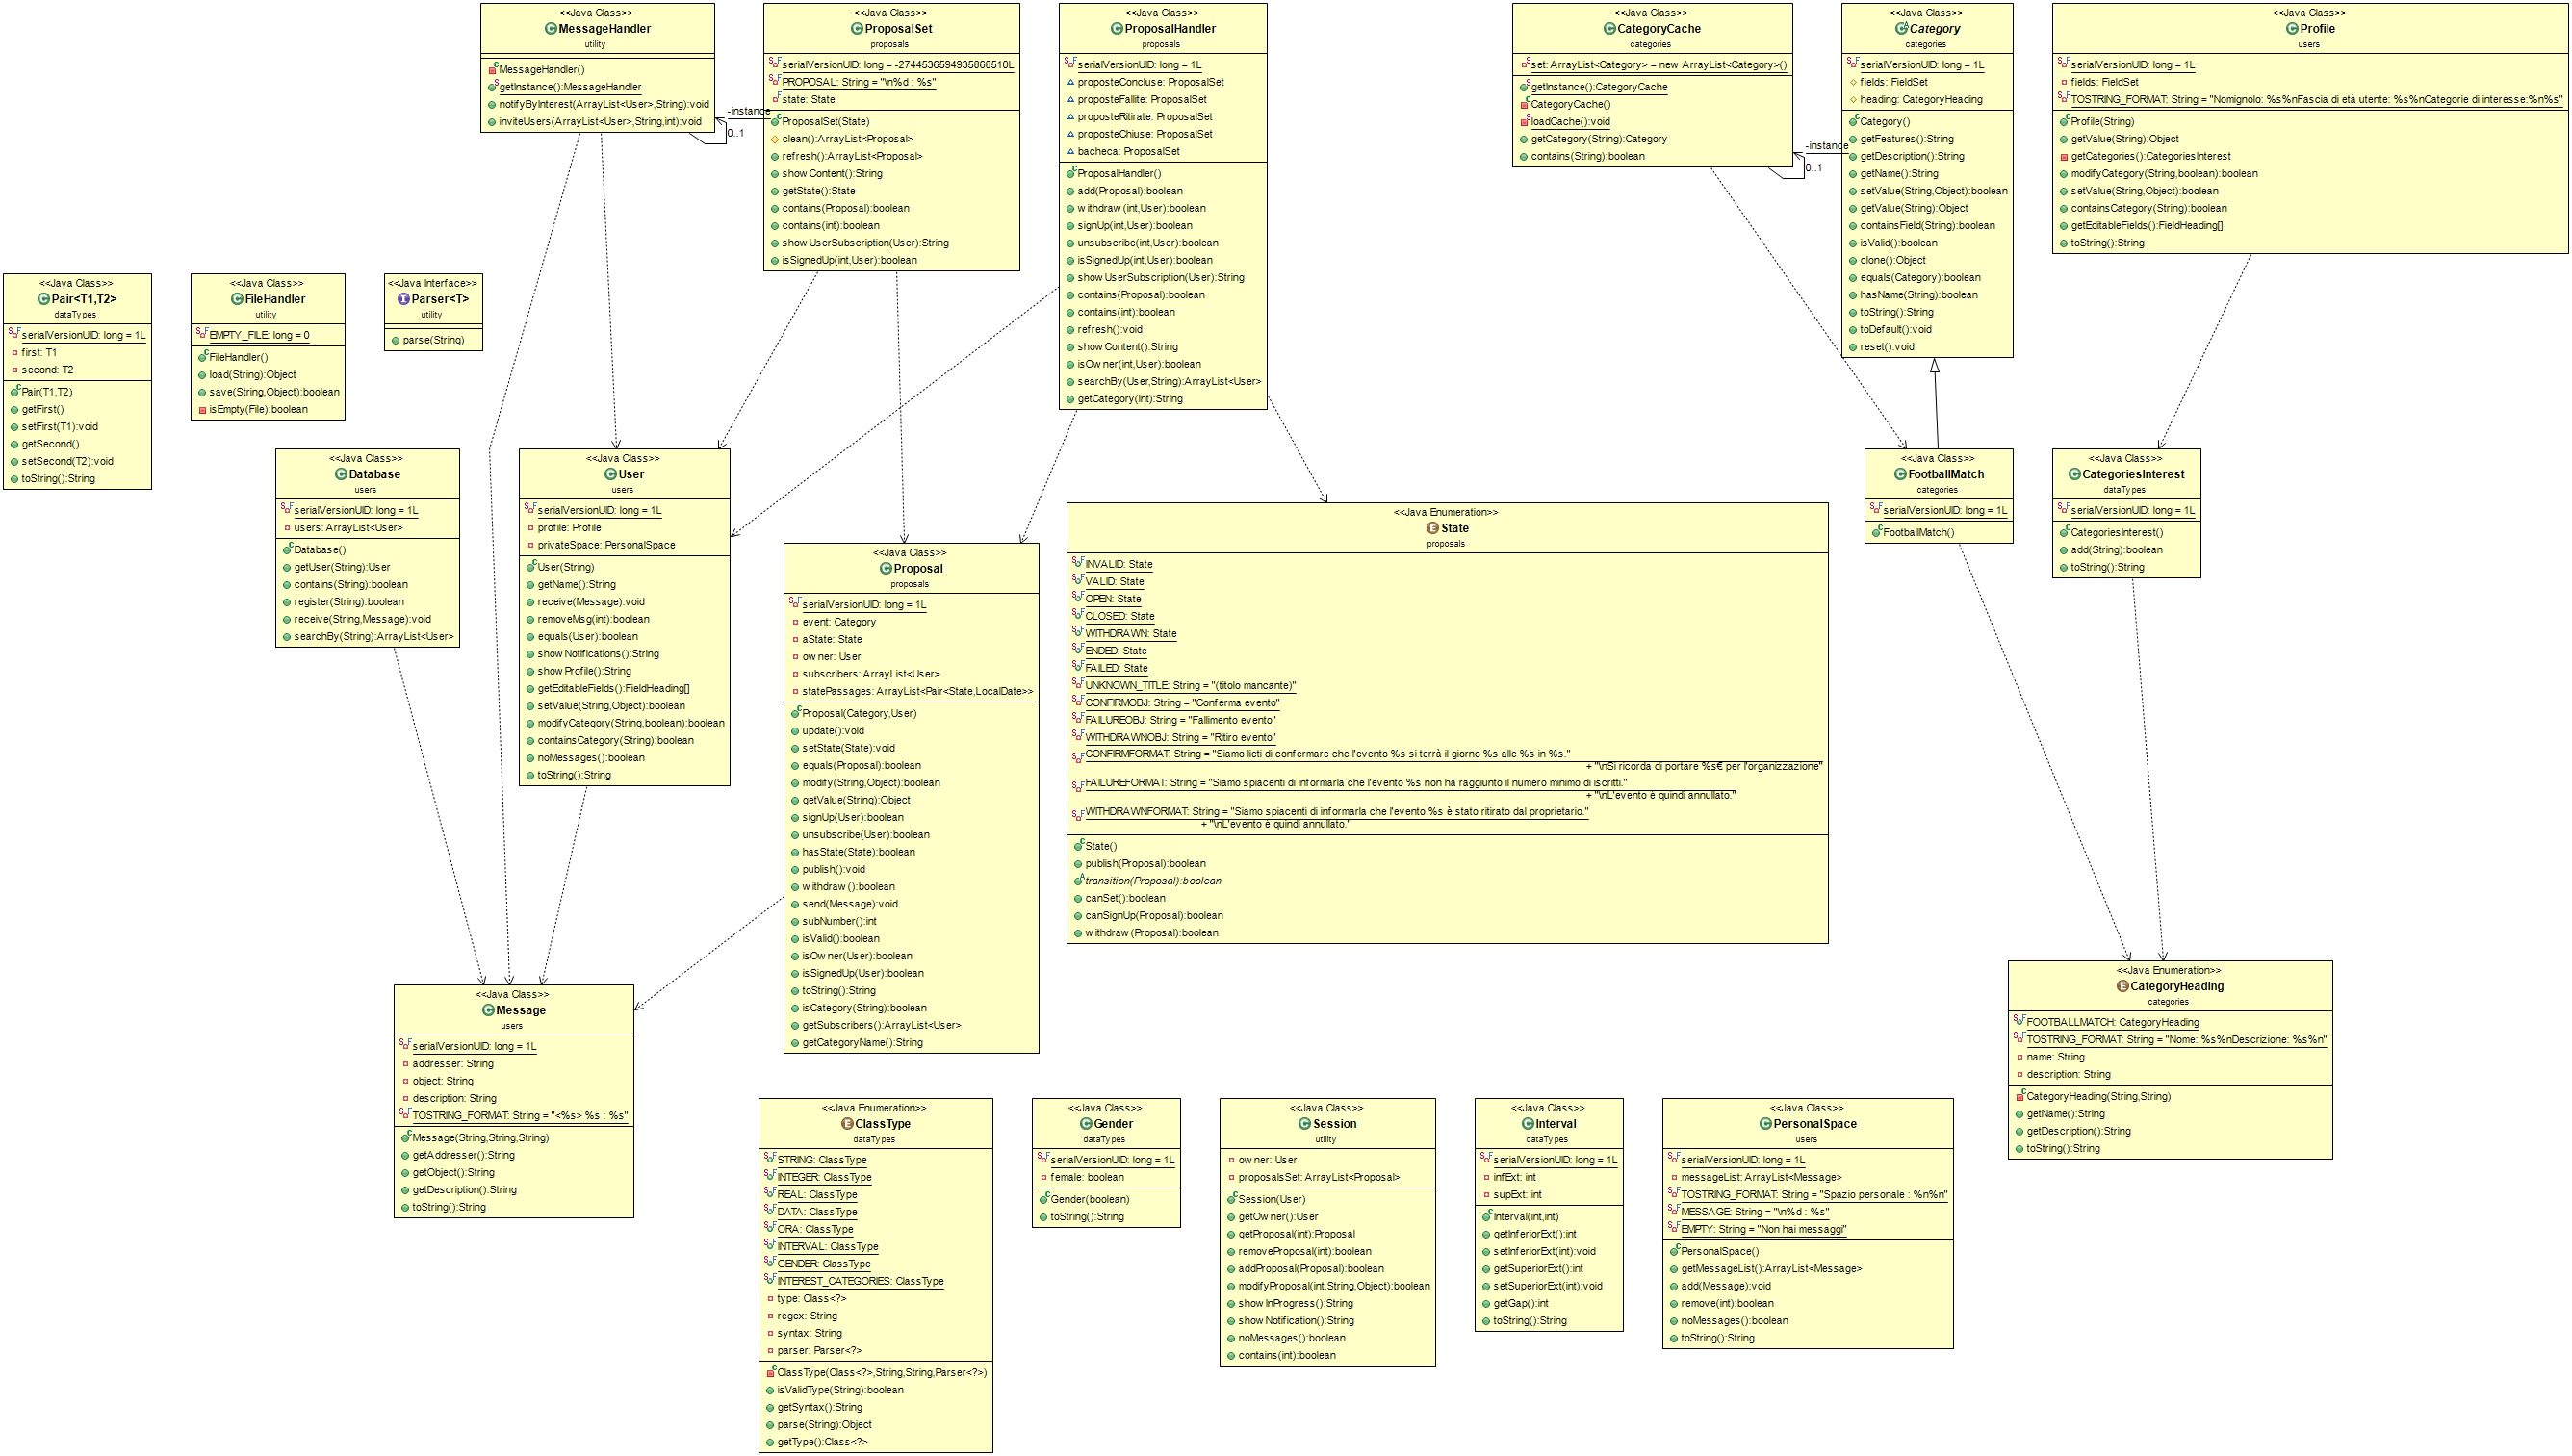 <<Java Class>>
MessageHandler
utility
MessageHandler()
getInstance():MessageHandler
notifyByInterest(ArrayList<User>,String):void
inviteUsers(ArrayList<User>,String,int):void
-instance
0..1
<<Java Class>>
ProposalSet
proposals
serialVersionUID: long = -2744536594935868510L
PROPOSAL: String = "\n%d : %s"
state: State
ProposalSet(State)
clean():ArrayList<Proposal>
refresh():ArrayList<Proposal>
showContent():String
getState():State
contains(Proposal):boolean
contains(int):boolean
showUserSubscription(User):String
isSignedUp(int,User):boolean
<<Java Class>>
ProposalHandler
proposals
serialVersionUID: long = 1L
proposteConcluse: ProposalSet
proposteFallite: ProposalSet
proposteRitirate: ProposalSet
proposteChiuse: ProposalSet
bacheca: ProposalSet
ProposalHandler()
add(Proposal):boolean
withdraw(int,User):boolean
signUp(int,User):boolean
unsubscribe(int,User):boolean
isSignedUp(int,User):boolean
showUserSubscription(User):String
contains(Proposal):boolean
contains(int):boolean
refresh():void
showContent():String
isOwner(int,User):boolean
searchBy(User,String):ArrayList<User>
getCategory(int):String
<<Java Class>>
CategoryCache
categories
set: ArrayList<Category> = new ArrayList<Category>()
getInstance():CategoryCache
CategoryCache()
loadCache():void
getCategory(String):Category
contains(String):boolean
-instance
0..1
<<Java Class>>
Category
categories
serialVersionUID: long = 1L
fields: FieldSet
heading: CategoryHeading
Category()
getFeatures():String
getDescription():String
getName():String
setValue(String,Object):boolean
getValue(String):Object
containsField(String):boolean
isValid():boolean
clone():Object
equals(Category):boolean
hasName(String):boolean
toString():String
toDefault():void
reset():void
<<Java Class>>
Profile
users
serialVersionUID: long = 1L
fields: FieldSet
TOSTRING_FORMAT: String = "Nomignolo: %s%nFascia di età utente: %s%nCategorie di interesse:%n%s"
Profile(String)
getValue(String):Object
getCategories():CategoriesInterest
modifyCategory(String,boolean):boolean
setValue(String,Object):boolean
containsCategory(String):boolean
getEditableFields():FieldHeading[]
toString():String
<<Java Class>>
Pair<T1,T2>
dataTypes
serialVersionUID: long = 1L
first: T1
second: T2
Pair(T1,T2)
getFirst()
setFirst(T1):void
getSecond()
setSecond(T2):void
toString():String
<<Java Class>>
FileHandler
utility
EMPTY_FILE: long = 0
FileHandler()
load(String):Object
save(String,Object):boolean
isEmpty(File):boolean
<<Java Interface>>
Parser<T>
utility
parse(String)
<<Java Class>>
Database
users
serialVersionUID: long = 1L
users: ArrayList<User>
Database()
getUser(String):User
contains(String):boolean
register(String):boolean
receive(String,Message):void
searchBy(String):ArrayList<User>
<<Java Class>>
User
users
serialVersionUID: long = 1L
profile: Profile
privateSpace: PersonalSpace
User(String)
getName():String
receive(Message):void
removeMsg(int):boolean
equals(User):boolean
showNotifications():String
showProfile():String
getEditableFields():FieldHeading[]
setValue(String,Object):boolean
modifyCategory(String,boolean):boolean
containsCategory(String):boolean
noMessages():boolean
toString():String
<<Java Class>>
Proposal
proposals
serialVersionUID: long = 1L
event: Category
aState: State
owner: User
subscribers: ArrayList<User>
statePassages: ArrayList<Pair<State,LocalDate>>
Proposal(Category,User)
update():void
setState(State):void
equals(Proposal):boolean
modify(String,Object):boolean
getValue(String):Object
signUp(User):boolean
unsubscribe(User):boolean
hasState(State):boolean
publish():void
withdraw():boolean
send(Message):void
subNumber():int
isValid():boolean
isOwner(User):boolean
isSignedUp(User):boolean
toString():String
isCategory(String):boolean
getSubscribers():ArrayList<User>
getCategoryName():String
<<Java Enumeration>>
State
proposals
INVALID: State
VALID: State
OPEN: State
CLOSED: State
WITHDRAWN: State
ENDED: State
FAILED: State
UNKNOWN_TITLE: String = "(titolo mancante)"
CONFIRMOBJ: String = "Conferma evento"
FAILUREOBJ: String = "Fallimento evento"
WITHDRAWNOBJ: String = "Ritiro evento"
CONFIRMFORMAT: String = "Siamo lieti di confermare che l'evento %s si terrà il giorno %s alle %s in %s."
+ "\nSi ricorda di portare %s€ per l'organizzazione"
FAILUREFORMAT: String = "Siamo spiacenti di informarla che l'evento %s non ha raggiunto il numero minimo di iscritti."
+ "\nL'evento è quindi annullato."
WITHDRAWNFORMAT: String = "Siamo spiacenti di informarla che l'evento %s è stato ritirato dal proprietario."
+ "\nL'evento è quindi annullato."
State()
publish(Proposal):boolean
transition(Proposal):boolean
canSet():boolean
canSignUp(Proposal):boolean
withdraw(Proposal):boolean
<<Java Class>>
FootballMatch
categories
serialVersionUID: long = 1L
FootballMatch()
<<Java Class>>
CategoriesInterest
dataTypes
serialVersionUID: long = 1L
CategoriesInterest()
add(String):boolean
toString():String
<<Java Class>>
Message
users
serialVersionUID: long = 1L
addresser: String
object: String
description: String
TOSTRING_FORMAT: String = "<%s> %s : %s"
Message(String,String,String)
getAddresser():String
getObject():String
getDescription():String
toString():String
<<Java Enumeration>>
CategoryHeading
categories
FOOTBALLMATCH: CategoryHeading
TOSTRING_FORMAT: String = "Nome: %s%nDescrizione: %s%n"
name: String
description: String
CategoryHeading(String,String)
getName():String
getDescription():String
toString():String
<<Java Enumeration>>
ClassType
dataTypes
STRING: ClassType
INTEGER: ClassType
REAL: ClassType
DATA: ClassType
ORA: ClassType
INTERVAL: ClassType
GENDER: ClassType
INTEREST_CATEGORIES: ClassType
type: Class<?>
regex: String
syntax: String
parser: Parser<?>
ClassType(Class<?>,String,String,Parser<?>)
isValidType(String):boolean
getSyntax():String
parse(String):Object
getType():Class<?>
<<Java Class>>
Gender
dataTypes
serialVersionUID: long = 1L
female: boolean
Gender(boolean)
toString():String
<<Java Class>>
Session
utility
owner: User
proposalsSet: ArrayList<Proposal>
Session(User)
getOwner():User
getProposal(int):Proposal
removeProposal(int):boolean
addProposal(Proposal):boolean
modifyProposal(int,String,Object):boolean
showInProgress():String
showNotification():String
noMessages():boolean
contains(int):boolean
<<Java Class>>
Interval
dataTypes
serialVersionUID: long = 1L
infExt: int
supExt: int
Interval(int,int)
getInferiorExt():int
setInferiorExt(int):void
getSuperiorExt():int
setSuperiorExt(int):void
getGap():int
toString():String
<<Java Class>>
PersonalSpace
users
serialVersionUID: long = 1L
messageList: ArrayList<Message>
TOSTRING_FORMAT: String = "Spazio personale : %n%n"
MESSAGE: String = "\n%d : %s"
EMPTY: String = "Non hai messaggi"
PersonalSpace()
getMessageList():ArrayList<Message>
add(Message):void
remove(int):boolean
noMessages():boolean
toString():String